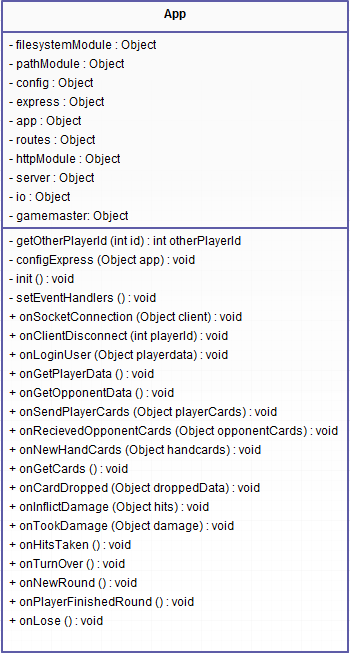 App
- filesystemModule : Object
- pathModule : Object
- config : Object
- express : Object
- app : Object
- routes : Object
- httpModule : Object
- server : Object
- io : Object
- gamemaster: Object
- getOtherPlayerId (int id) : int otherPlayerId
- configExpress (Object app) : void
- init () : void
- setEventHandlers () : void
+ onSocketConnection (Object client) : void
+ onClientDisconnect (int playerId) : void
+ onLoginUser (Object playerdata) : void
+ onGetPlayerData () : void
+ onGetOpponentData () : void
+ onSendPlayerCards (Object playerCards) : void
+ onRecievedOpponentCards (Object opponentCards) : void
+ onNewHandCards (Object handcards) : void
+ onGetCards () : void
+ onCardDropped (Object droppedData) : void
+ onInflictDamage (Object hits) : void
+ onTookDamage (Object damage) : void
+ onHitsTaken () : void
+ onTurnOver () : void
+ onNewRound () : void
+ onPlayerFinishedRound () : void
+ onLose () : void